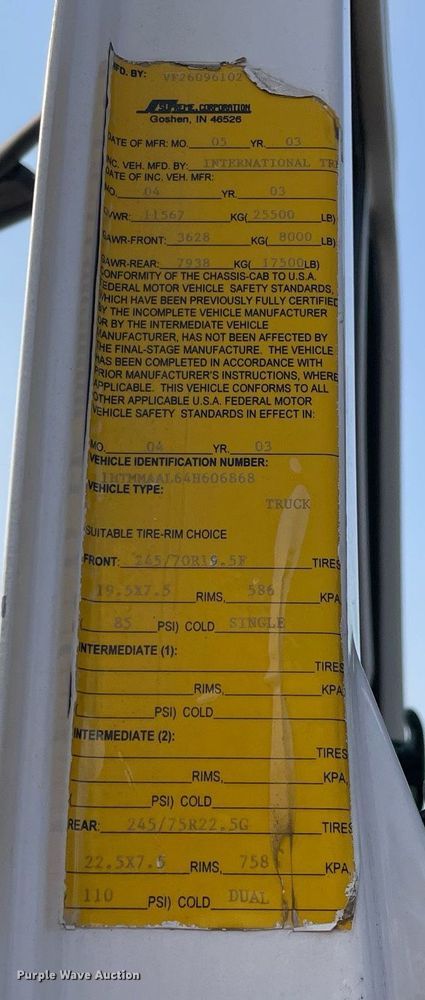 MFD. BY: VF26096102
SUPREME CORPORATION
Goshen, IN 46526
DATE OF MFR: MO. 05 YR. 03
INC. VEH. MFD. BY: INTERNATIONAL TR
DATE OF INC. VEH. MFR:
MO. 04 YR. 03
GVWR: 11567 KG( 25500 LB)
GAWR-FRONT: 3628 KG( 8000 LB)
GAWR-REAR: 7938 KG( 17500 LB)
CONFORMITY OF THE CHASSIS-CAB TO U.S.A.
FEDERAL MOTOR VEHICLE SAFETY STANDARDS,
WHICH HAVE BEEN PREVIOUSLY FULLY CERTIFIED
BY THE INCOMPLETE VEHICLE MANUFACTURER
OR BY THE INTERMEDIATE VEHICLE
MANUFACTURER, HAS NOT BEEN AFFECTED BY
THE FINAL-STAGE MANUFACTURE. THE VEHICLE
HAS BEEN COMPLETED IN ACCORDANCE WITH
PRIOR MANUFACTURER'S INSTRUCTIONS, WHERE
APPLICABLE. THIS VEHICLE CONFORMS TO ALL
OTHER APPLICABLE U.S.A. FEDERAL MOTOR
VEHICLE SAFETY STANDARDS IN EFFECT IN:
MO. 04 YR. 03
VEHICLE IDENTIFICATION NUMBER:
1HTMMAAL64H606868
VEHICLE TYPE:
TRUCK
SUITABLE TIRE-RIM CHOICE
FRONT: 245/70R19.5F TIRES
19.5X7.5 RIMS, 586 KPA
85 PSI) COLD SINGLE
INTERMEDIATE (1):
TIRES
RIMS, KPA
PSI) COLD
INTERMEDIATE (2):
TIRES
RIMS, KPA
PSI) COLD
REAR: 245/75R22.5G TIRES
22.5X7.5 RIMS, 758 KPA
110 PSI) COLD DUAL
Purple Wave Auction